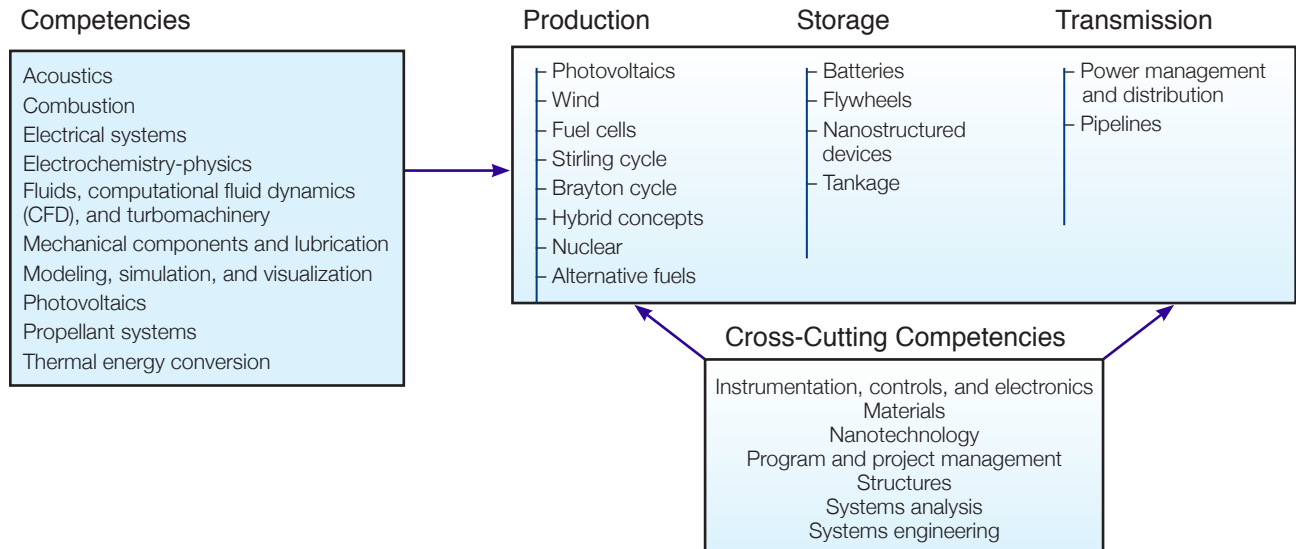 Competencies
Acoustics
Combustion
Electrical systems
Electrochemistry-physics
Fluids, computational fluid dynamics
(CFD), and turbomachinery
Mechanical components and lubrication
Modeling, simulation, and visualization
Photovoltaics
Propellant systems
Thermal energy conversion
Production
– Photovoltaics
– Wind
– Fuel cells
– Stirling cycle
– Brayton cycle
– Hybrid concepts
– Nuclear
– Alternative fuels
Storage
– Batteries
– Flywheels
– Nanostructured
devices
– Tankage
Transmission
– Power management
and distribution
– Pipelines
Cross-Cutting Competencies
Instrumentation, controls, and electronics
Materials
Nanotechnology
Program and project management
Structures
Systems analysis
Systems engineering